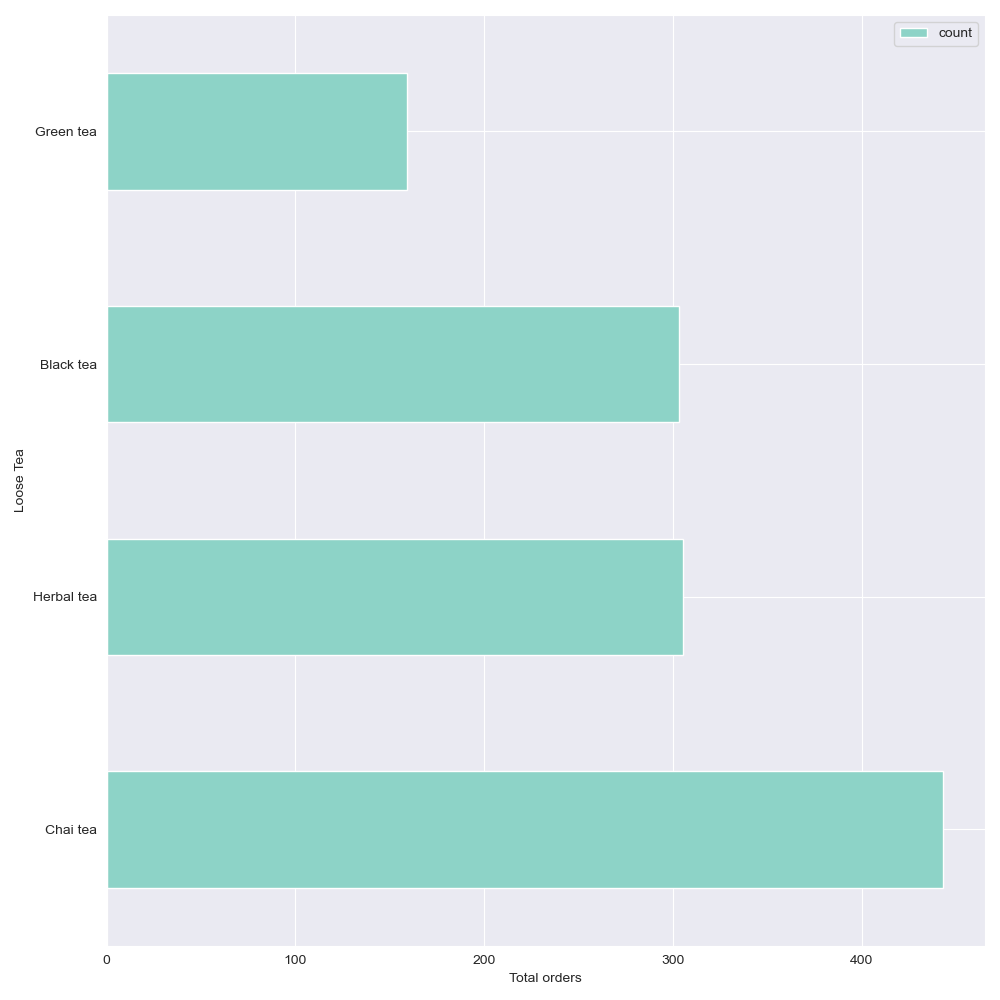 count
Green tea
Black tea
Herbal tea
Chai tea
Loose Tea
0 100 200 300 400
Total orders